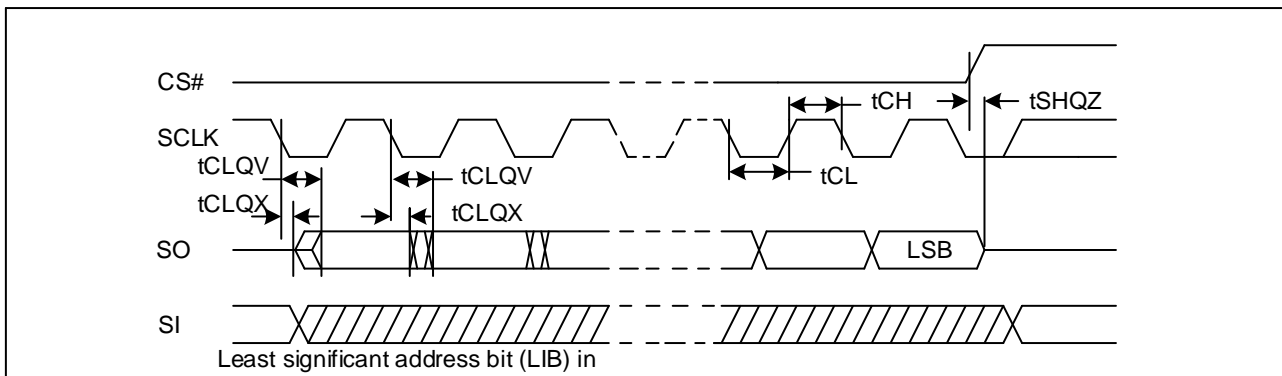 CS#
tCH
tSHQZ
SCLK
tCLQV
tCLQV
tCL
tCLQX
tCLQX
SO
LSB
SI
Least significant address bit (LIB) in